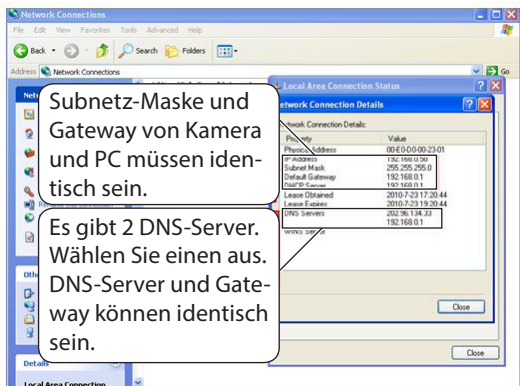 Network Connections
File Edit View Favorites Tools Advanced Help
Back Search Folders
Address Network Connections Go
Local Area Connection Status
Network Connection Details
Network Connection Details:
Property Value
Physical Address 00-E0-D0-00-23-01
IP Address 192.168.0.50
Subnet Mask 255.255.255.0
Default Gateway 192.168.0.1
DHCP Server 192.168.0.1
Lease Obtained 2010-7-23 17:20:44
Lease Expires 2010-7-23 19:20:44
DNS Servers 202.96.134.33
192.168.0.1
WINS Server
Close
Close
Subnetz-Maske und
Gateway von Kamera
und PC müssen iden-
tisch sein.
Es gibt 2 DNS-Server.
Wählen Sie einen aus.
DNS-Server und Gate-
way können identisch
sein.
Details
Local Area Connection